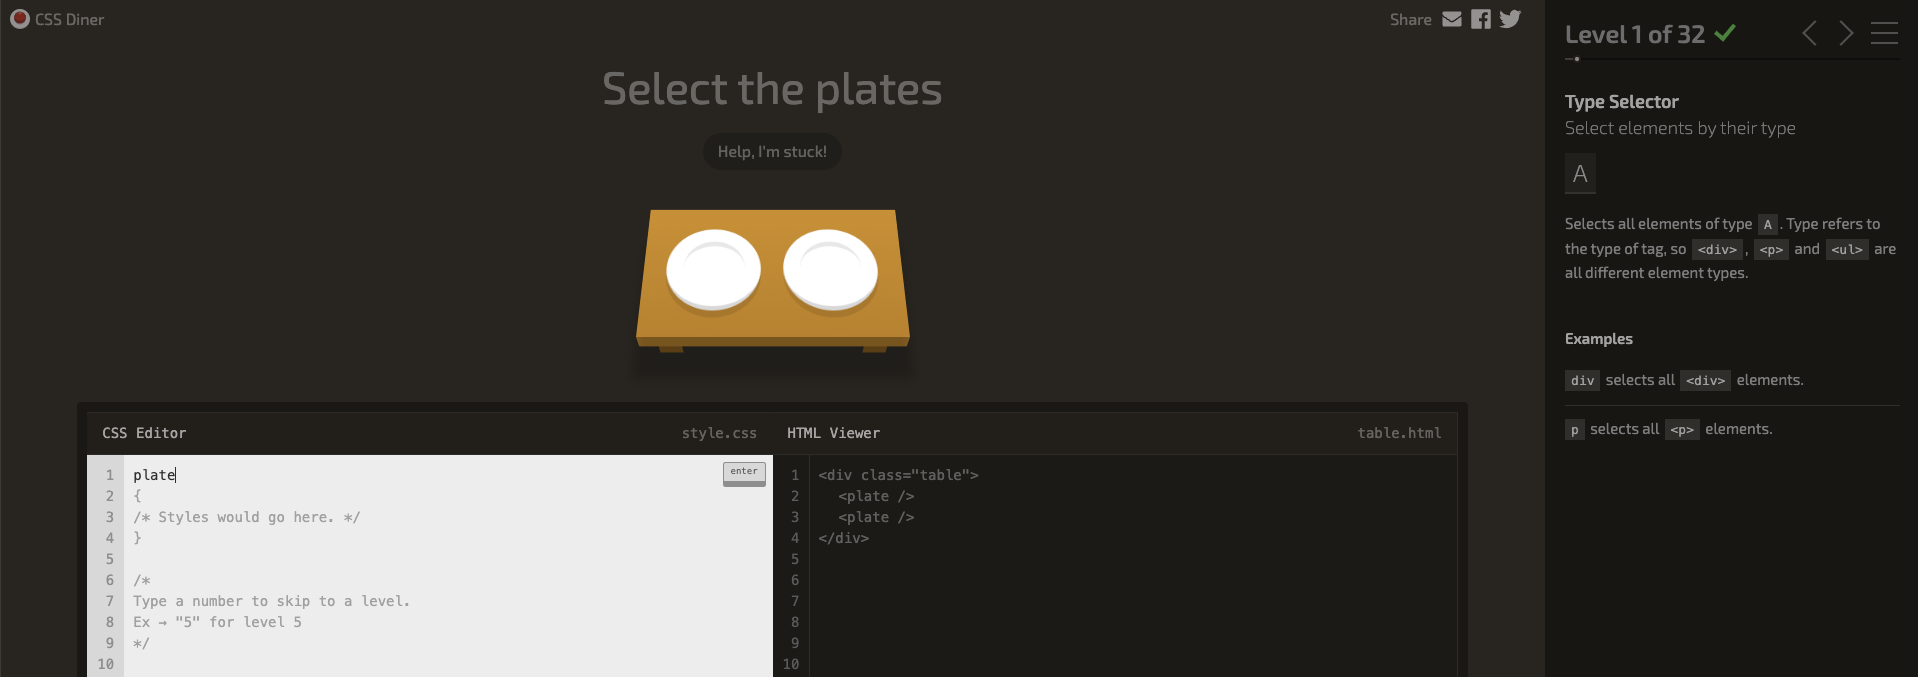 CSS Diner
Share
Select the plates
Help, I'm stuck!
CSS Editor
style.css
1 plate
enter
2 {
3 /* Styles would go here. */
4 }
5
6 /*
7 Type a number to skip to a level.
8 Ex → "5" for level 5
9 */
10
HTML Viewer
table.html
1 <div class="table">
2 <plate />
3 <plate />
4 </div>
5
6
7
8
9
10
Level 1 of 32
Type Selector
Select elements by their type
A
Selects all elements of type A. Type refers to
the type of tag, so <div>, <p> and <ul> are
all different element types.
Examples
div selects all <div> elements.
p selects all <p> elements.